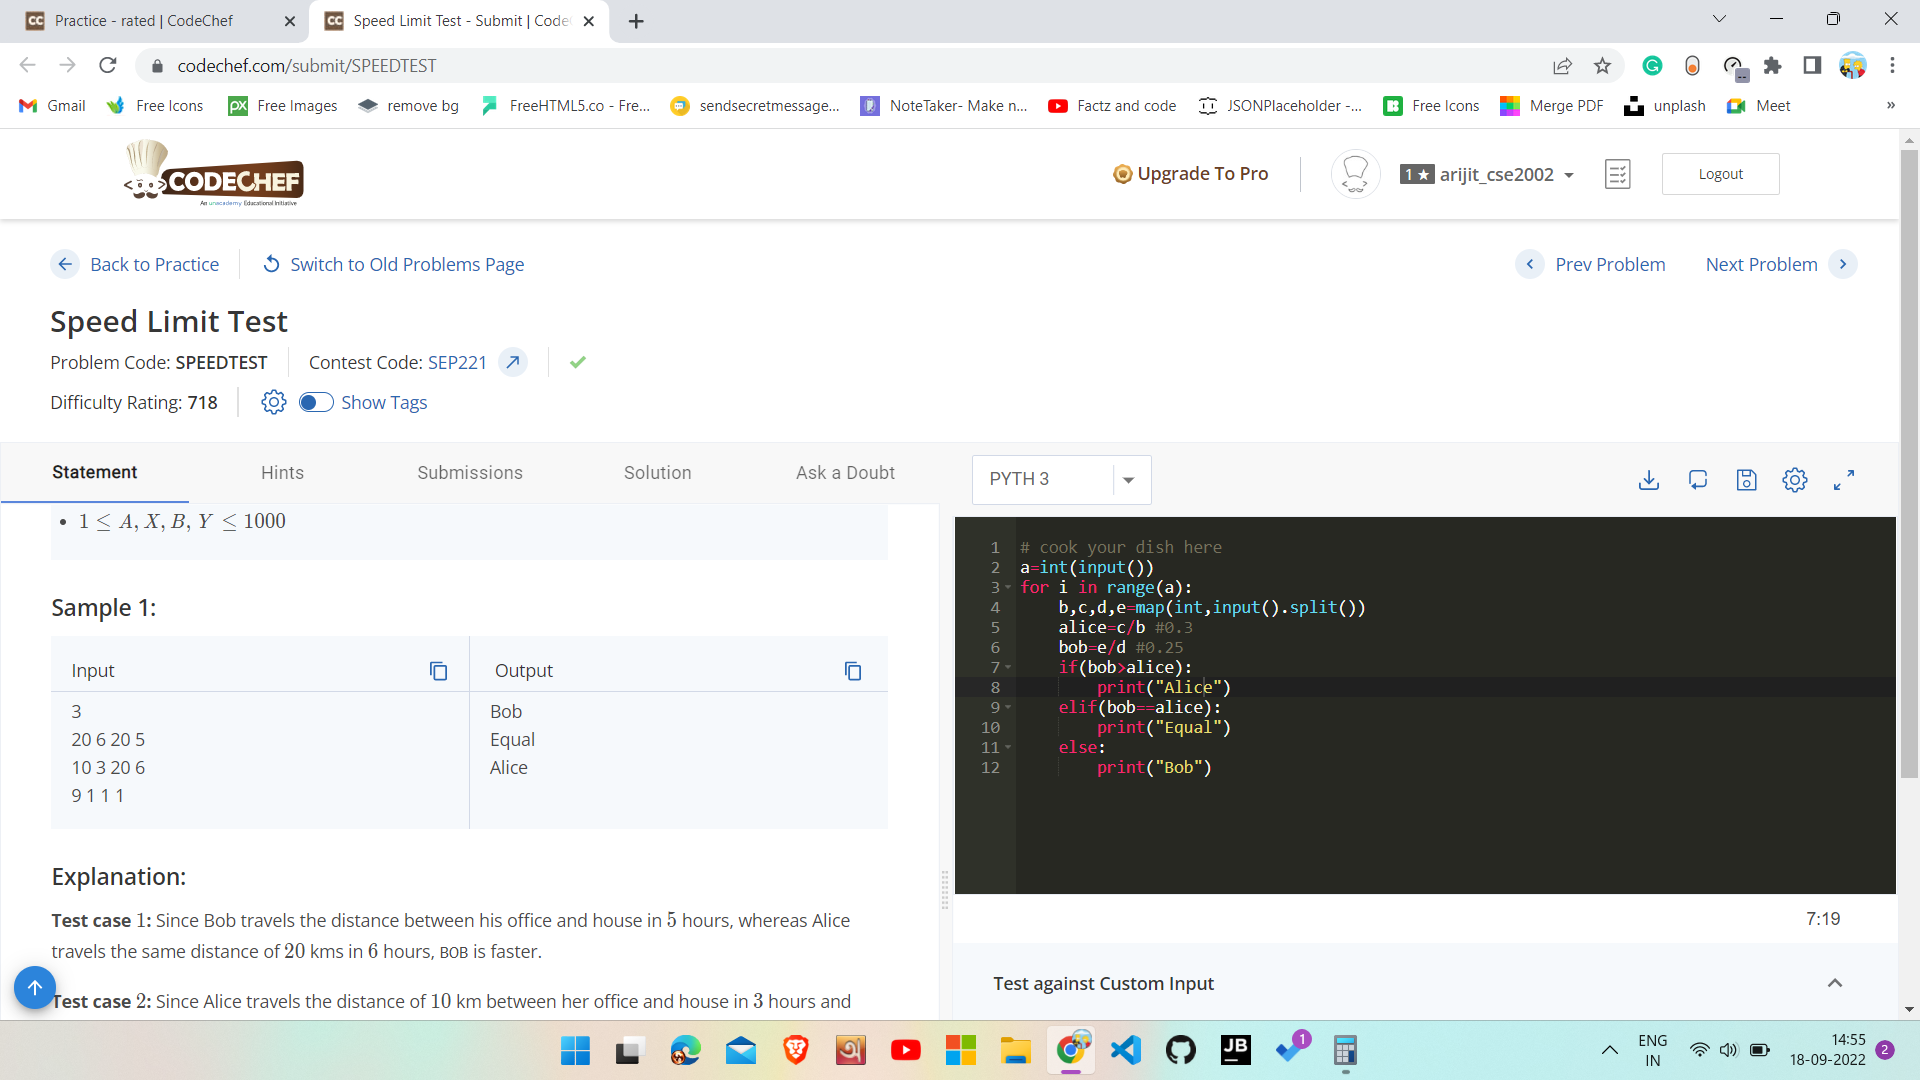 Practice - rated | CodeChef
Speed Limit Test - Submit | Code
codechef.com/submit/SPEEDTEST
Gmail Free Icons Free Images remove bg FreeHTML5.co - Fre... sendsecretmessage... NoteTaker- Make n... Factz and code JSONPlaceholder -... Free Icons Merge PDF unplash Meet »
CODECHEF
An unacademy Educational Initiative
Upgrade To Pro
1★ arijit_cse2002
Logout
Back to Practice
Switch to Old Problems Page
Prev Problem
Next Problem
Speed Limit Test
Problem Code: SPEEDTEST
Contest Code: SEP221
Difficulty Rating: 718
Show Tags
Statement Hints Submissions Solution Ask a Doubt
• 1 ≤ A, X, B, Y ≤ 1000
Sample 1:
Input Output
3
20 6 20 5
10 3 20 6
9 1 1 1
Bob
Equal
Alice
Explanation:
Test case 1: Since Bob travels the distance between his office and house in 5 hours, whereas Alice
travels the same distance of 20 kms in 6 hours, BOB is faster.
Test case 2: Since Alice travels the distance of 10 km between her office and house in 3 hours and
PYTH 3
1 # cook your dish here
2 a=int(input())
3 for i in range(a):
4 b,c,d,e=map(int,input().split())
5 alice=c/b #0.3
6 bob=e/d #0.25
7 if(bob>alice):
8 print("Alice")
9 elif(bob==alice):
10 print("Equal")
11 else:
12 print("Bob")
7:19
Test against Custom Input
JB
1
ENG
IN
14:55
18-09-2022
2